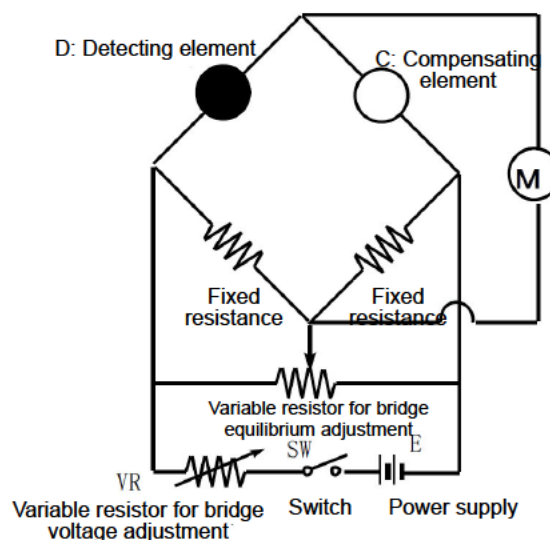 D: Detecting element
C: Compensating
element
M
Fixed
resistance
Fixed
resistance
Variable resistor for bridge
equilibrium adjustment
SW
E
VR
Variable resistor for bridge
voltage adjustment
Switch
Power supply